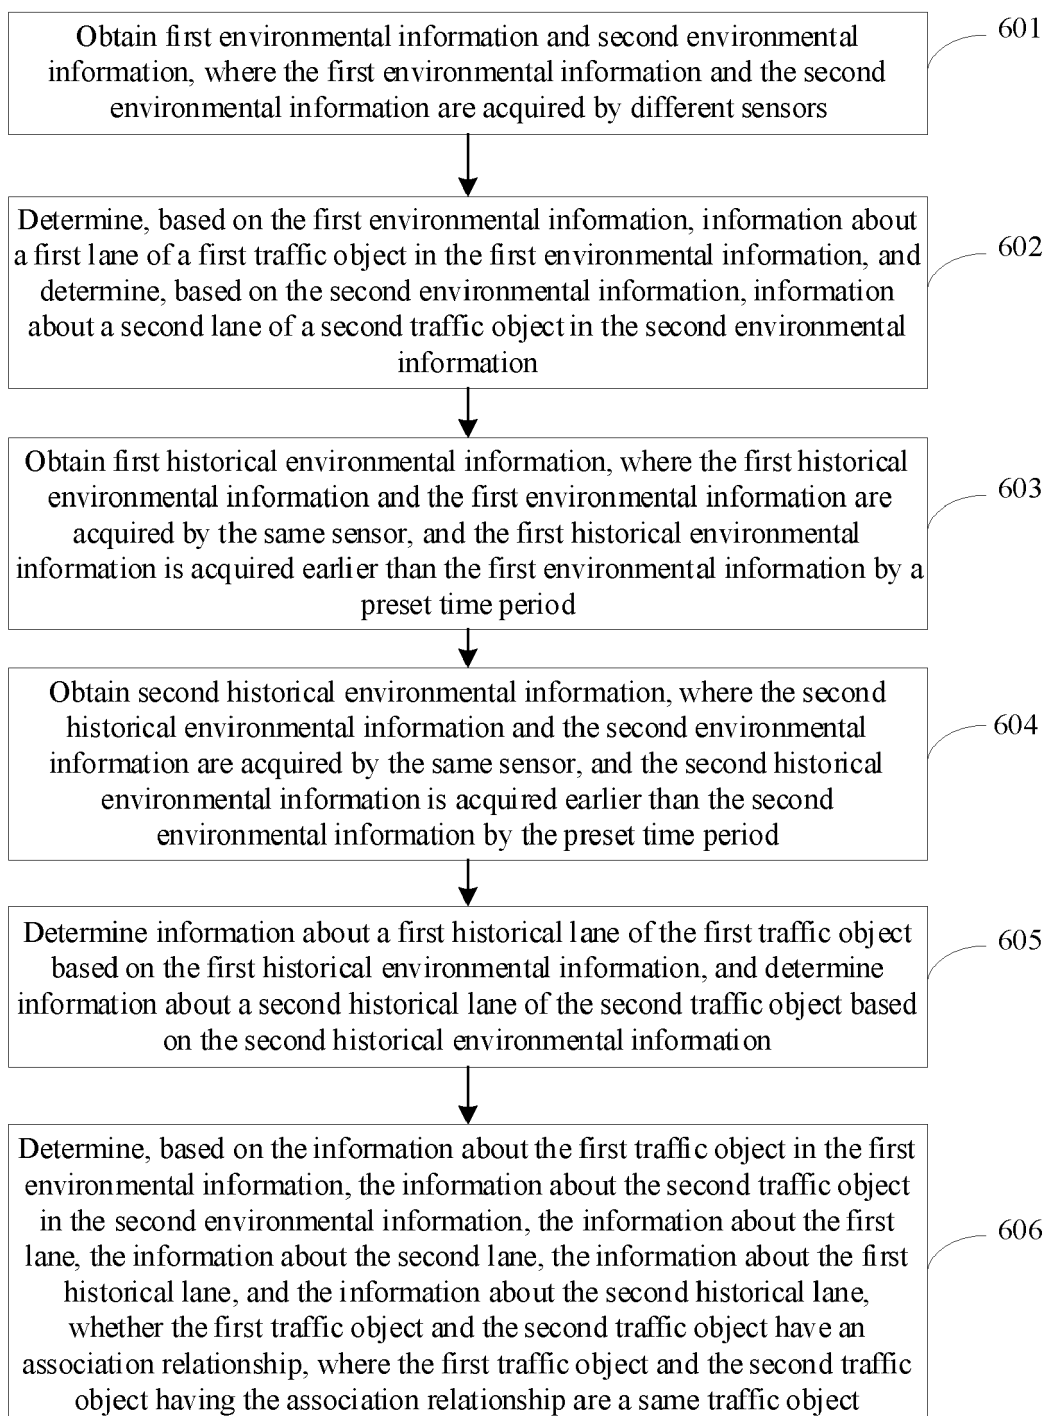 Obtain first environmental information and second environmental
information, where the first environmental information and the second
environmental information are acquired by different sensors
601
Determine, based on the first environmental information, information about
a first lane of a first traffic object in the first environmental information, and
determine, based on the second environmental information, information
about a second lane of a second traffic object in the second environmental
information
602
Obtain first historical environmental information, where the first historical
environmental information and the first environmental information are
acquired by the same sensor, and the first historical environmental
information is acquired earlier than the first environmental information by a
preset time period
603
Obtain second historical environmental information, where the second
historical environmental information and the second environmental
information are acquired by the same sensor, and the second historical
environmental information is acquired earlier than the second
environmental information by the preset time period
604
Determine information about a first historical lane of the first traffic object
based on the first historical environmental information, and determine
information about a second historical lane of the second traffic object based
on the second historical environmental information
605
Determine, based on the information about the first traffic object in the first
environmental information, the information about the second traffic object
in the second environmental information, the information about the first
lane, the information about the second lane, the information about the first
historical lane, and the information about the second historical lane,
whether the first traffic object and the second traffic object have an
association relationship, where the first traffic object and the second traffic
object having the association relationship are a same traffic object
606